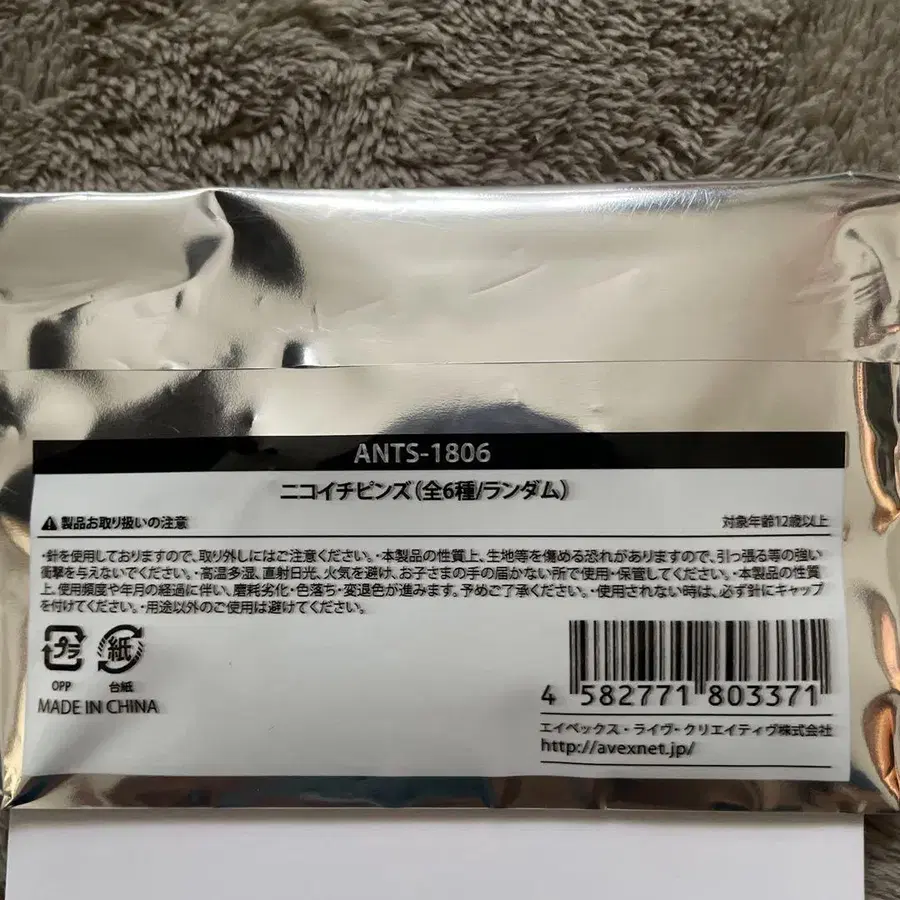 ANTS-1806
ニコイチピンズ(全6種/ランダム)
⚠製品お取り扱いの注意
対象年齢12歳以上
・針を使用しておりますので、取り外しにはご注意ください。・本製品の性質上、生地等を傷める恐れがありますので、引っ張る等の強い
衝撃を与えないでください。・高温多湿、直射日光、火気を避け、お子さまの手の届かない所で使用・保管してください。・本製品の性質
上、使用頻度や年月の経過に伴い、磨耗劣化・色落ち・変退色が進みます。予めご了承ください。・使用されない時は、必ず針にキャップ
を付けてください。・用途以外のご使用は避けてください。
プラ
紙
OPP
台紙
MADE IN CHINA
4 582771 803371
エイベックス・ライヴ・クリエイティヴ株式会社
http://avexnet.jp/